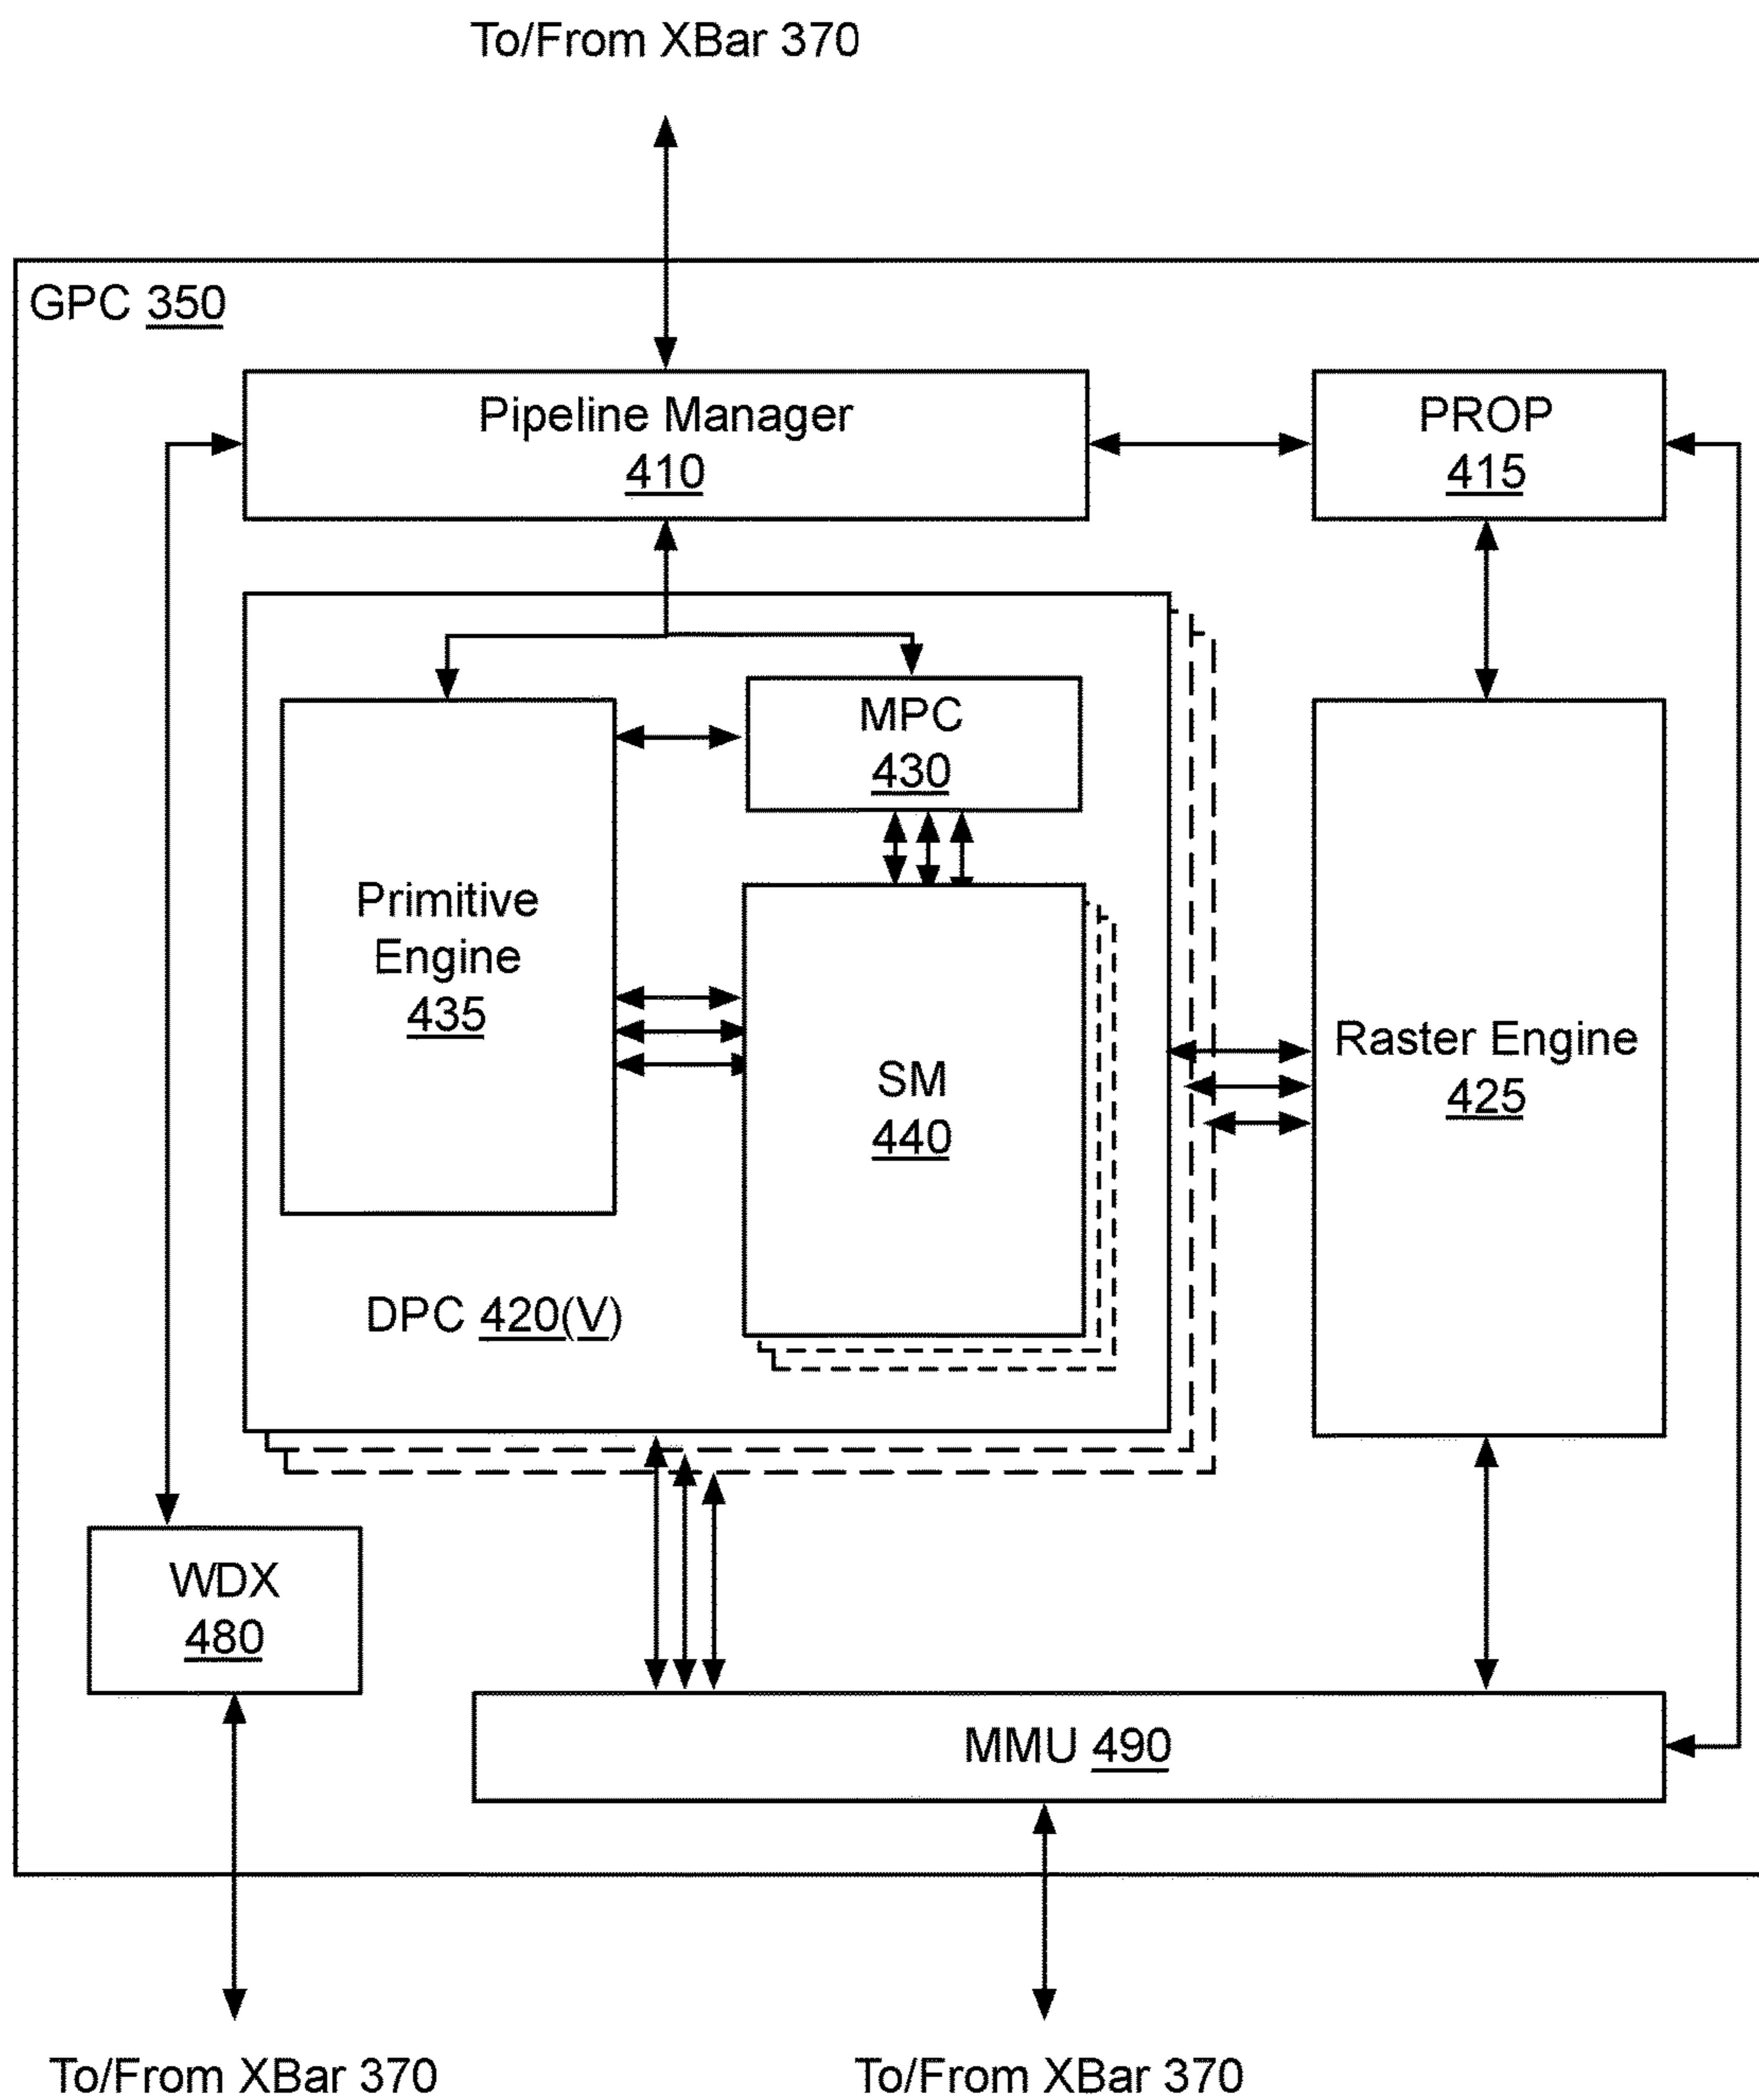 To/From XBar 370
GPC 350
Pipeline Manager
410
PROP
415
MPC
430
Primitive
Engine
435
SM
440
Raster Engine
425
DPC 420(V)
WDX
480
MMU 490
To/From XBar 370
To/From XBar 370